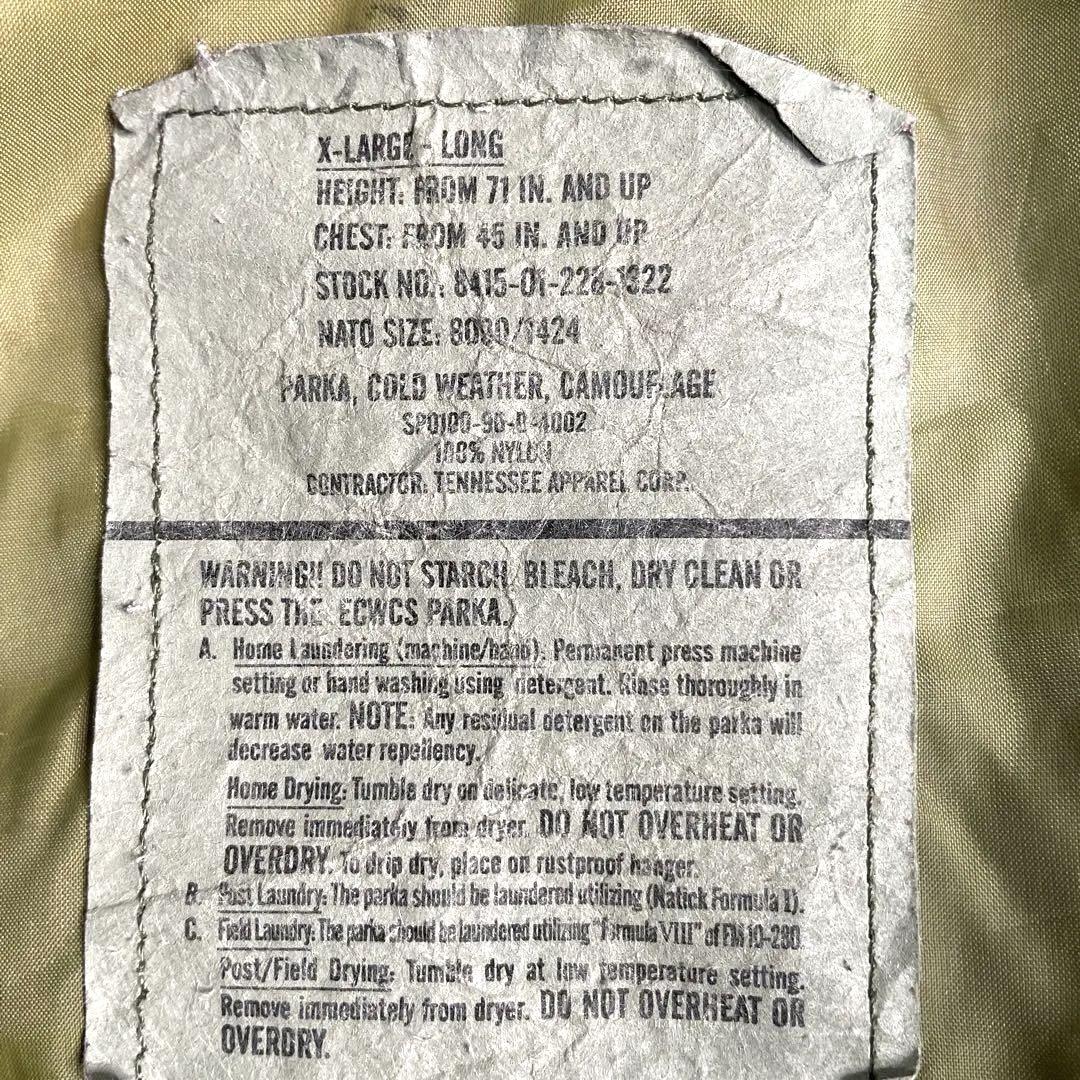 X-LARGE - LONG
HEIGHT: FROM 71 IN. AND UP
CHEST: FROM 45 IN. AND UP
STOCK NO.: 8415-01-228-1322
NATO SIZE: 8090/1424
PARKA, COLD WEATHER, CAMOUFLAGE
100% NYLON
CONTRACTOR: TENNESSEE APPAREL CORP.
WARNING!! DO NOT STARCH, BLEACH, DRY CLEAN OR
PRESS THE ECWCS PARKA.
A. Home Laundering (machine/hand): Permanent press machine
setting or hand washing using detergent. Rinse thoroughly in
warm water. NOTE: Any residual detergent on the parka will
decrease water repellency.
Home Drying: Tumble dry on delicate, low temperature setting.
Remove immediately from dryer. DO NOT OVERHEAT OR
OVERDRY. To drip dry, place on rustproof hanger.
B. Post Laundry: The parka should be laundered utilizing (Natick Formula I).
C. Field Laundry: The parka should be laundered utilizing "Formula VIII" of FM 10-280.
Post/Field Drying: Tumble dry at low temperature setting.
Remove immediately from dryer. DO NOT OVERHEAT OR
OVERDRY.